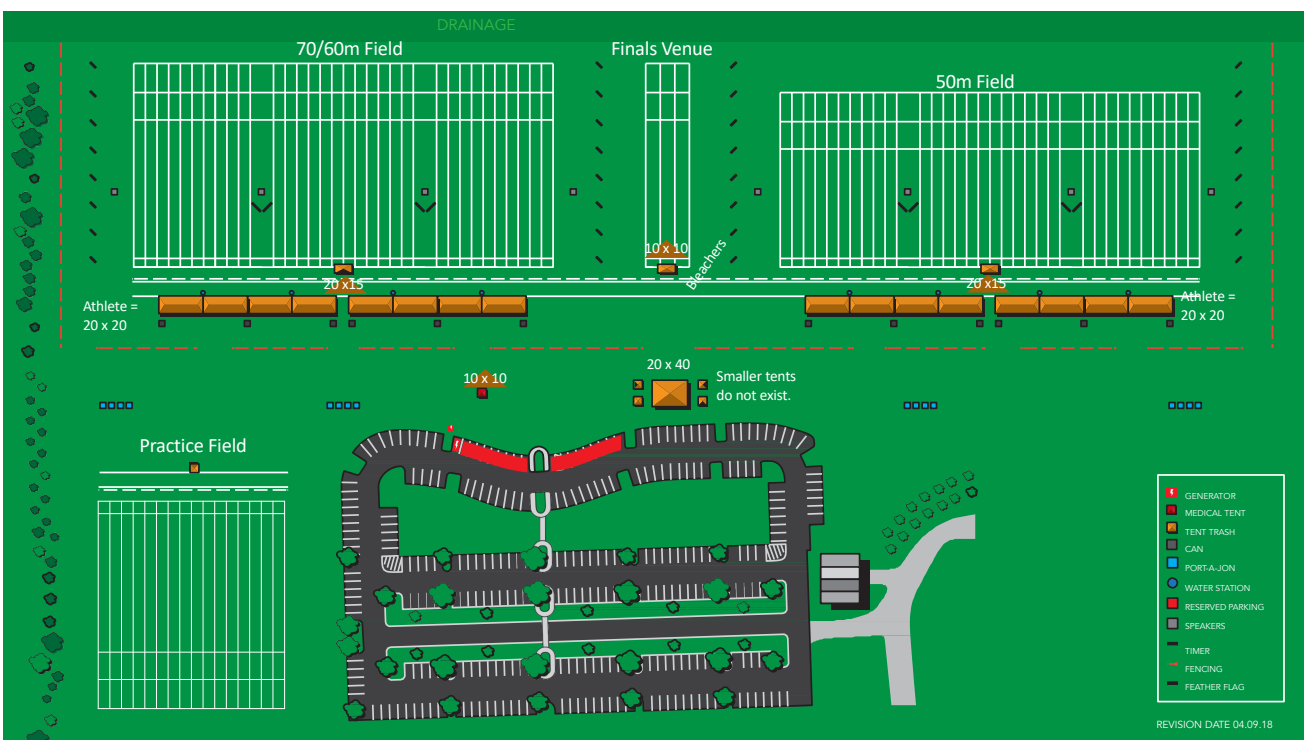 DRAINAGE
70/60m Field
Finals Venue
50m Field
10 x 10
Bleachers
20 x15
20 x15
Athlete =
20 x 20
Athlete =
20 x 20
10 x 10
20 x 40
Smaller tents
do not exist.
Practice Field
GENERATOR
MEDICAL TENT
TENT TRASH
CAN
PORT-A-JON
WATER STATION
RESERVED PARKING
SPEAKERS
TIMER
FENCING
FEATHER FLAG
REVISION DATE 04.09.18